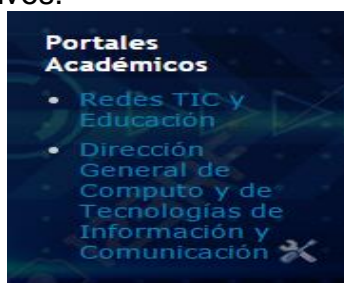 Portales
Académicos
Redes TIC y
Educación
Dirección
General de
Computo y de
Tecnologías de
Información y
Comunicación